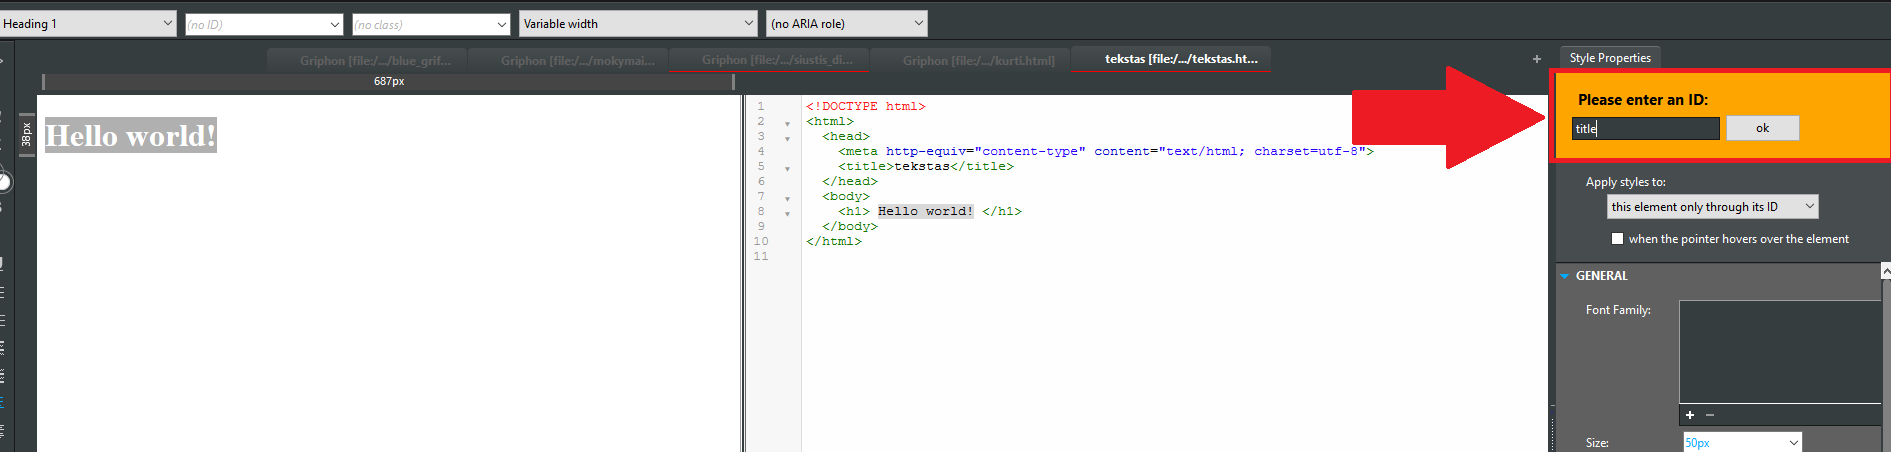 Heading 1 (no ID) (no class) Variable width (no ARIA role)
Griphon [file:/.../blue_grif... Griphon [file:/.../mokymai... Griphon [file:/.../siustis_di... Griphon [file:/.../kurti.html] tekstas [file:/.../tekstas.ht... + Style Properties
687px
38px
Hello world!
1 <!DOCTYPE html>
2 <html>
3 <head>
4 <meta http-equiv="content-type" content="text/html; charset=utf-8">
5 <title>tekstas</title>
6 </head>
7 <body>
8 <h1> Hello world! </h1>
9 </body>
10 </html>
11
Please enter an ID:
title ok
Apply styles to:
this element only through its ID
when the pointer hovers over the element
GENERAL
Font Family:
+ −
Size: 50px